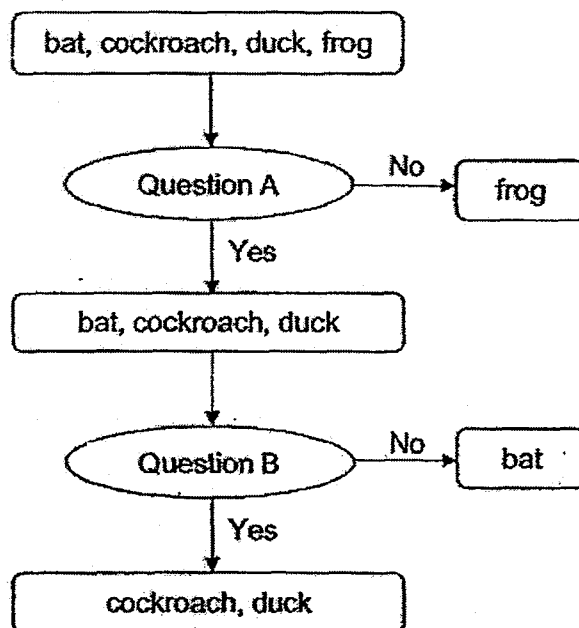 bat, cockroach, duck, frog
Question A
No
frog
Yes
bat, cockroach, duck
Question B
No
bat
Yes
cockroach, duck